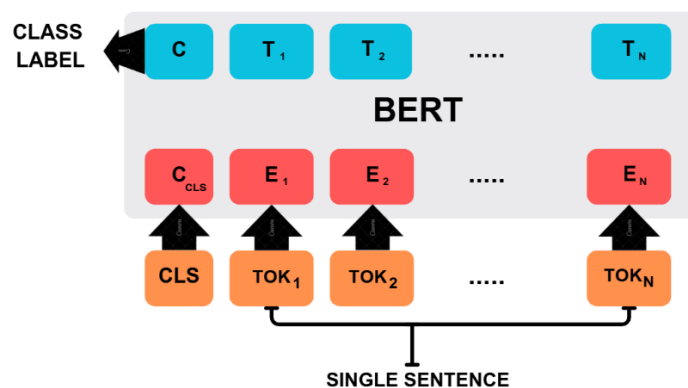 CLASS
LABEL
C T1 T2 ..... TN
BERT
CCLS E1 E2 ..... EN
CLS TOK1 TOK2 ..... TOKN
SINGLE SENTENCE